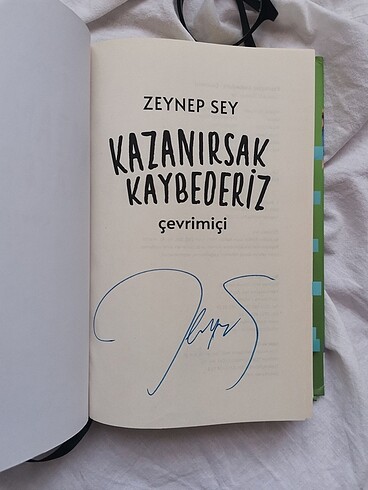 ZEYNEP SEY
KAZANIRSAK
KAYBEDERİZ
çevrimiçi